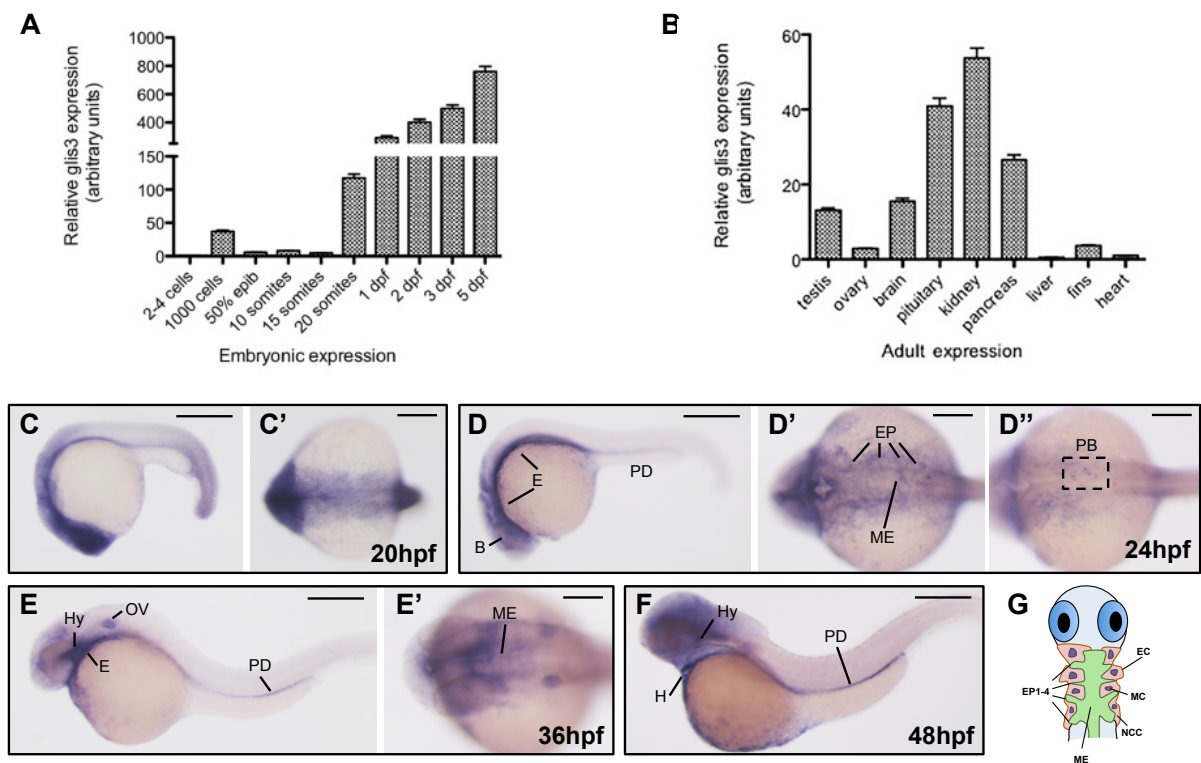 A
Relative glis3 expression
(arbitrary units)
1000
800
600
400
150
100
50
0
2-4 cells
1000 cells
50% epib
10 somites
15 somites
20 somites
1 dpf
2 dpf
3 dpf
5 dpf
Embryonic expression
B
Relative glis3 expression
(arbitrary units)
60
40
20
0
testis
ovary
brain
pituitary
kidney
pancreas
liver
fins
heart
Adult expression
C
C’
20hpf
D
E
PD
B
D’
EP
ME
D’’
PB
24hpf
E
Hy
OV
E
PD
E’
ME
36hpf
F
Hy
PD
H
48hpf
G
EC
EP1-4
MC
NCC
ME